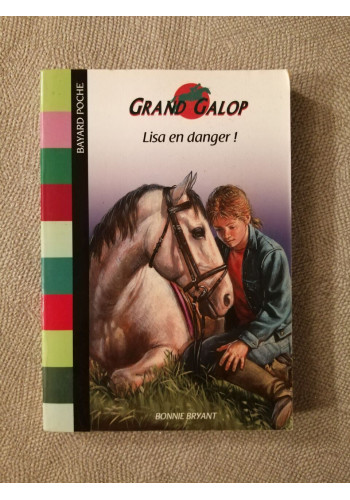 BAYARD POCHE
GRAND GALOP
Lisa en danger !
BONNIE BRYANT